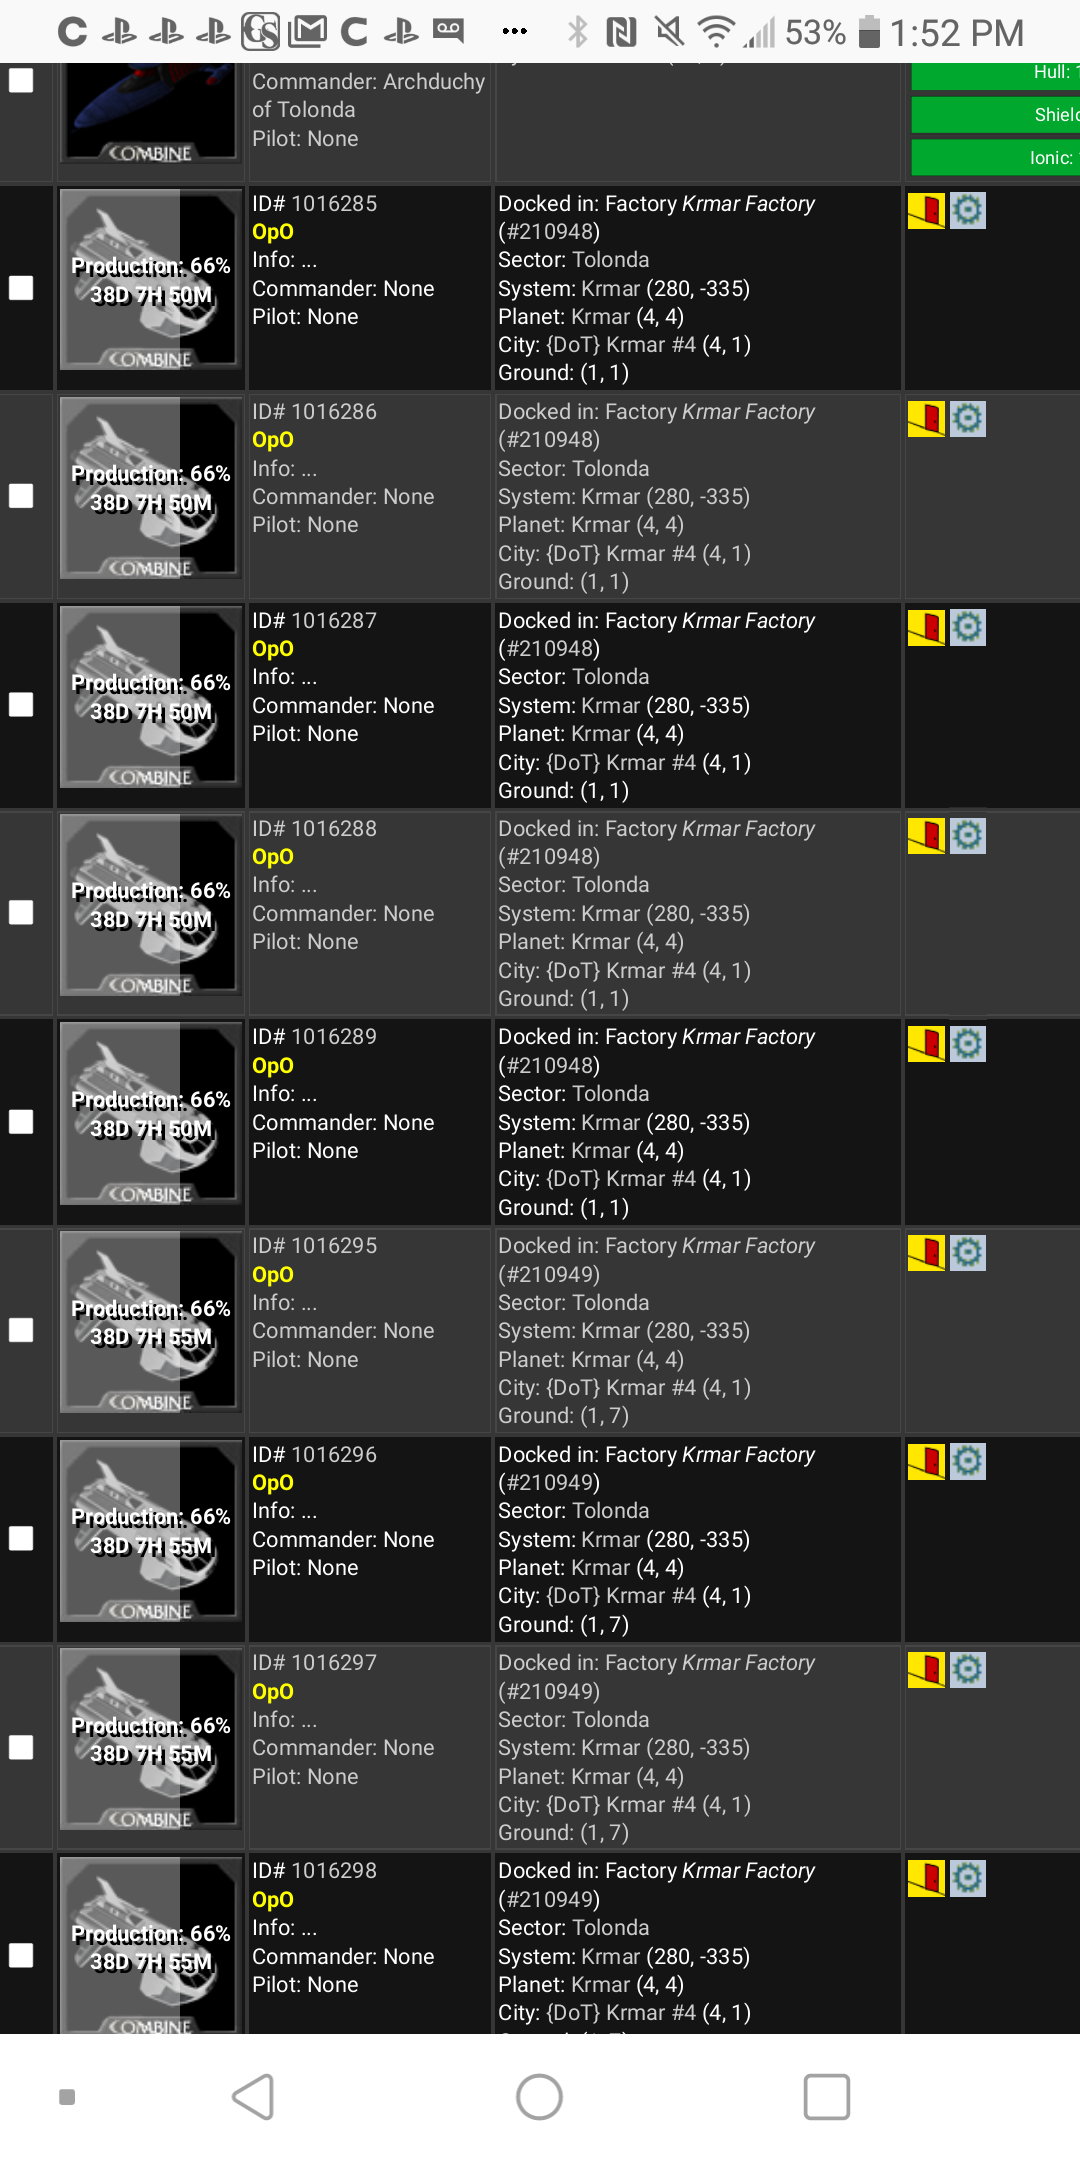 53% 1:52 PM
Commander: Archduchy
of Tolonda
Pilot: None
COMBINE
Hull:
Shield
Ionic:
Production: 66%
38D 7H 50M
COMBINE
ID# 1016285
OpO
Info: ...
Commander: None
Pilot: None
Docked in: Factory Krmar Factory
(#210948)
Sector: Tolonda
System: Krmar (280, -335)
Planet: Krmar (4, 4)
City: {DoT} Krmar #4 (4, 1)
Ground: (1, 1)
Production: 66%
38D 7H 50M
COMBINE
ID# 1016286
OpO
Info: ...
Commander: None
Pilot: None
Docked in: Factory Krmar Factory
(#210948)
Sector: Tolonda
System: Krmar (280, -335)
Planet: Krmar (4, 4)
City: {DoT} Krmar #4 (4, 1)
Ground: (1, 1)
Production: 66%
38D 7H 50M
COMBINE
ID# 1016287
OpO
Info: ...
Commander: None
Pilot: None
Docked in: Factory Krmar Factory
(#210948)
Sector: Tolonda
System: Krmar (280, -335)
Planet: Krmar (4, 4)
City: {DoT} Krmar #4 (4, 1)
Ground: (1, 1)
Production: 66%
38D 7H 50M
COMBINE
ID# 1016288
OpO
Info: ...
Commander: None
Pilot: None
Docked in: Factory Krmar Factory
(#210948)
Sector: Tolonda
System: Krmar (280, -335)
Planet: Krmar (4, 4)
City: {DoT} Krmar #4 (4, 1)
Ground: (1, 1)
Production: 66%
38D 7H 50M
COMBINE
ID# 1016289
OpO
Info: ...
Commander: None
Pilot: None
Docked in: Factory Krmar Factory
(#210948)
Sector: Tolonda
System: Krmar (280, -335)
Planet: Krmar (4, 4)
City: {DoT} Krmar #4 (4, 1)
Ground: (1, 1)
Production: 66%
38D 7H 55M
COMBINE
ID# 1016295
OpO
Info: ...
Commander: None
Pilot: None
Docked in: Factory Krmar Factory
(#210949)
Sector: Tolonda
System: Krmar (280, -335)
Planet: Krmar (4, 4)
City: {DoT} Krmar #4 (4, 1)
Ground: (1, 7)
Production: 66%
38D 7H 55M
COMBINE
ID# 1016296
OpO
Info: ...
Commander: None
Pilot: None
Docked in: Factory Krmar Factory
(#210949)
Sector: Tolonda
System: Krmar (280, -335)
Planet: Krmar (4, 4)
City: {DoT} Krmar #4 (4, 1)
Ground: (1, 7)
Production: 66%
38D 7H 55M
COMBINE
ID# 1016297
OpO
Info: ...
Commander: None
Pilot: None
Docked in: Factory Krmar Factory
(#210949)
Sector: Tolonda
System: Krmar (280, -335)
Planet: Krmar (4, 4)
City: {DoT} Krmar #4 (4, 1)
Ground: (1, 7)
Production: 66%
38D 7H 55M
COMBINE
ID# 1016298
OpO
Info: ...
Commander: None
Pilot: None
Docked in: Factory Krmar Factory
(#210949)
Sector: Tolonda
System: Krmar (280, -335)
Planet: Krmar (4, 4)
City: {DoT} Krmar #4 (4, 1)